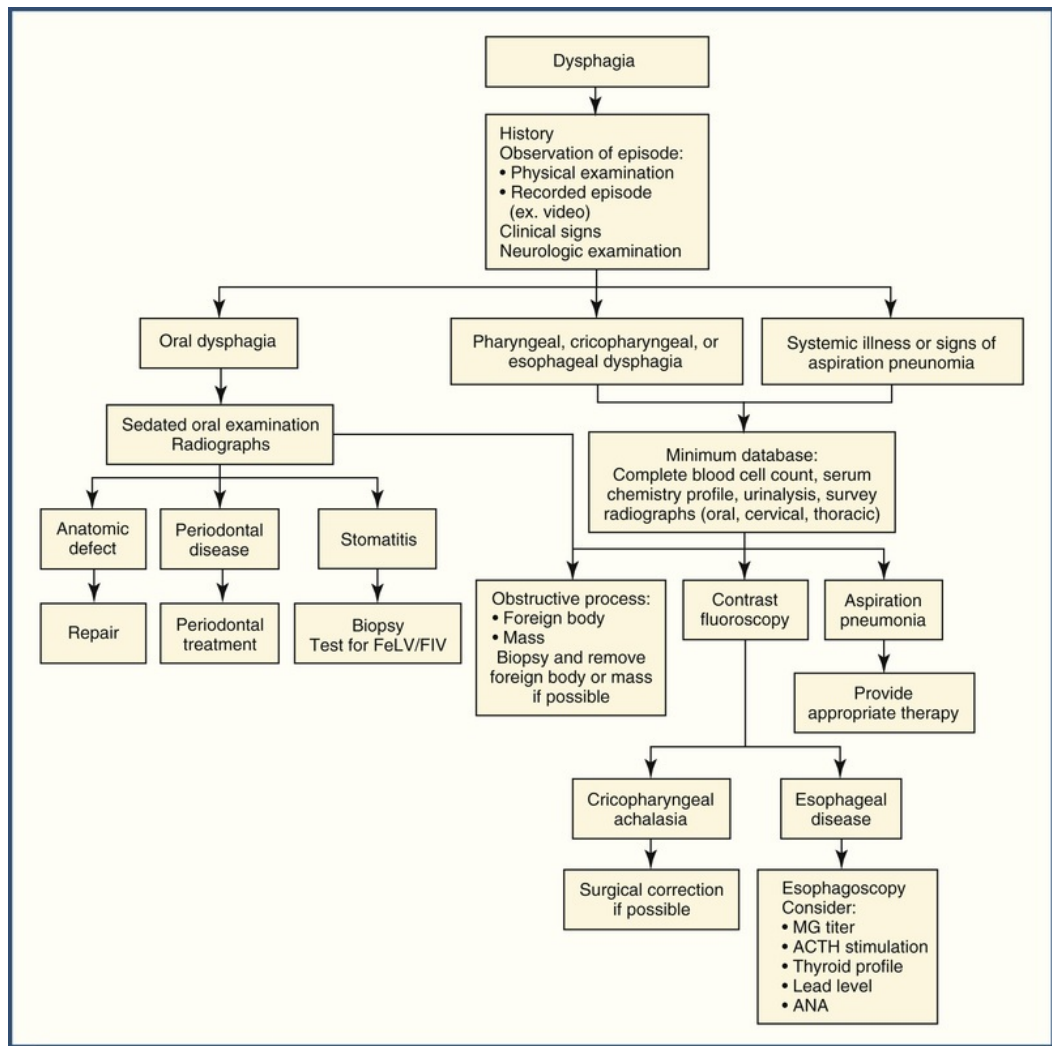 Dysphagia
History
Observation of episode:
• Physical examination
• Recorded episode
(ex. video)
Clinical signs
Neurologic examination
Oral dysphagia
Pharyngeal, cricopharyngeal, or
esophageal dysphagia
Systemic illness or signs of
aspiration pneunomia
Sedated oral examination
Radiographs
Minimum database:
Complete blood cell count, serum
chemistry profile, urinalysis, survey
radiographs (oral, cervical, thoracic)
Anatomic
defect
Periodontal
disease
Stomatitis
Repair
Periodontal
treatment
Biopsy
Test for FeLV/FIV
Obstructive process:
• Foreign body
• Mass
Biopsy and remove
foreign body or mass
if possible
Contrast
fluoroscopy
Aspiration
pneumonia
Provide
appropriate therapy
Cricopharyngeal
achalasia
Esophageal
disease
Surgical correction
if possible
Esophagoscopy
Consider:
• MG titer
• ACTH stimulation
• Thyroid profile
• Lead level
• ANA